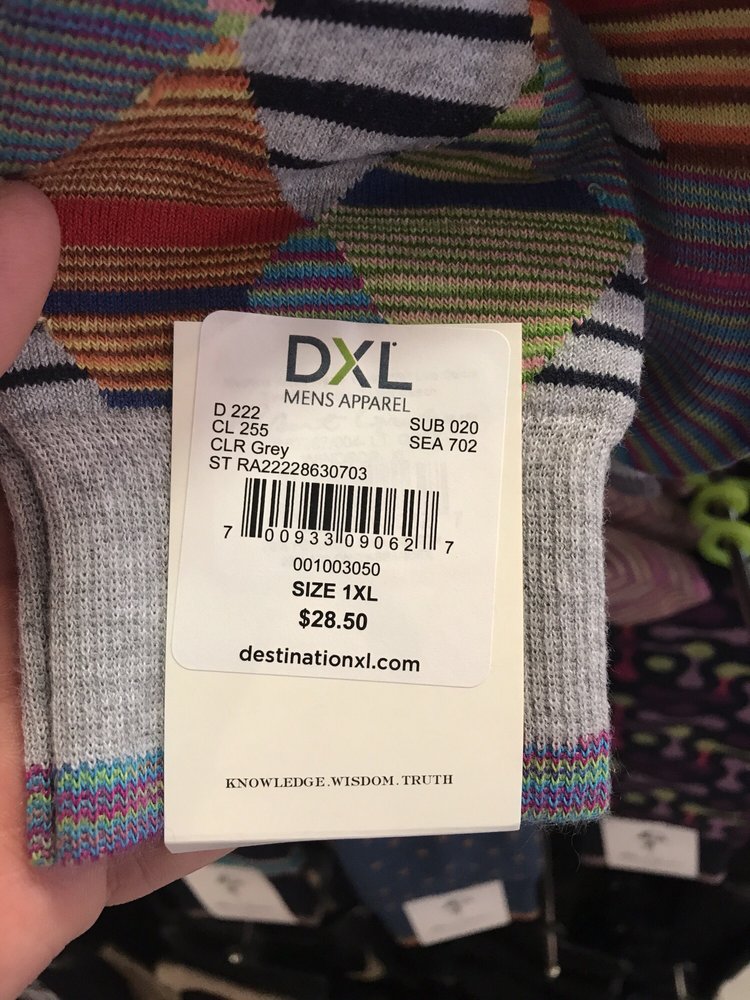 DXL
MENS APPAREL
D 222
CL 255 SUB 020
CLR Grey SEA 702
ST RA22228630703
7 00933 09062 7
001003050
SIZE 1XL
$28.50
destinationxl.com
KNOWLEDGE.WISDOM.TRUTH